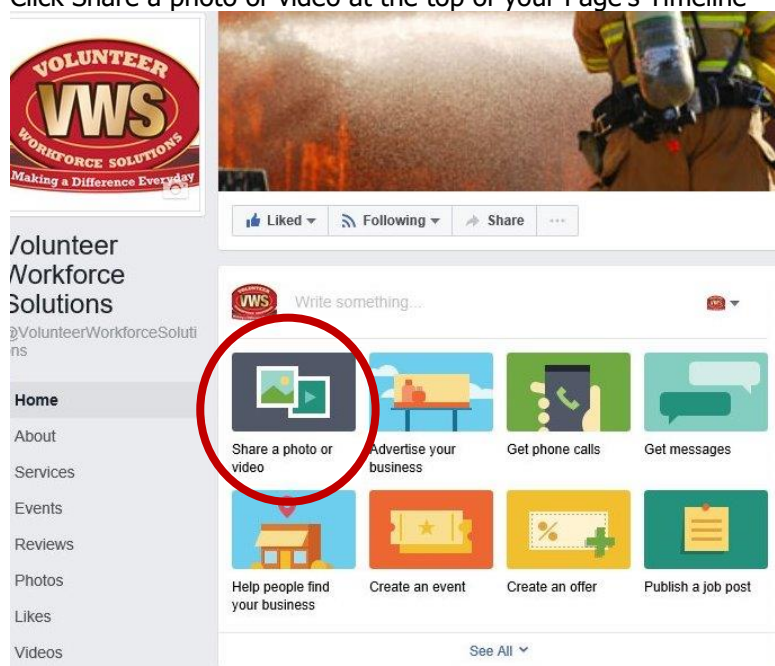 Click Share a photo or video at the top of your Page's Timeline
VOLUNTEER
VWS
WORKFORCE SOLUTIONS
Making a Difference Everyday
Liked
Following
Share
...
Volunteer
Workforce
Solutions
@VolunteerWorkforceSoluti
ons
Home
About
Services
Events
Reviews
Photos
Likes
Videos
VWS
Write something...
Share a photo or
video
Advertise your
business
Get phone calls
Get messages
Help people find
your business
Create an event
Create an offer
Publish a job post
See All